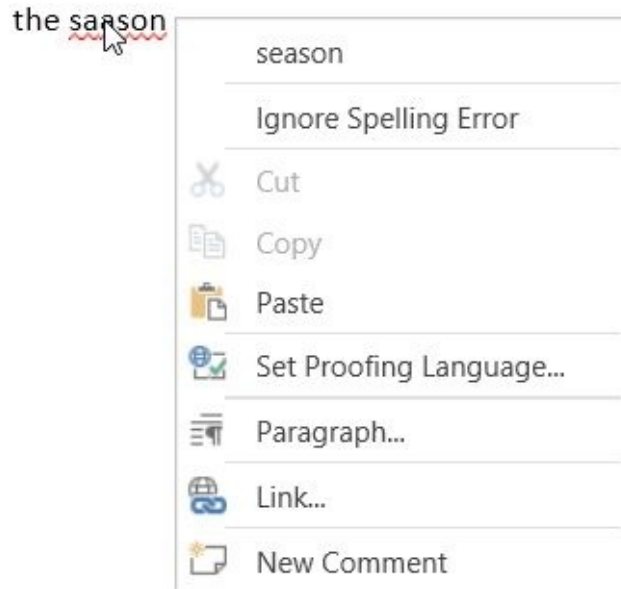 the saason
season
Ignore Spelling Error
Cut
Copy
Paste
Set Proofing Language...
Paragraph...
Link...
New Comment